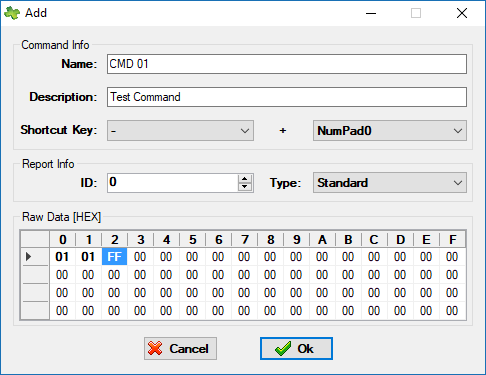 Add
Command Info
Name: CMD 01
Description: Test Command
Shortcut Key: - + NumPad0
Report Info
ID: 0 Type: Standard
Raw Data [HEX]
0 1 2 3 4 5 6 7 8 9 A B C D E F
01 01 FF 00 00 00 00 00 00 00 00 00 00 00 00 00
00 00 00 00 00 00 00 00 00 00 00 00 00 00 00 00
00 00 00 00 00 00 00 00 00 00 00 00 00 00 00 00
00 00 00 00 00 00 00 00 00 00 00 00 00 00 00 00
Cancel Ok